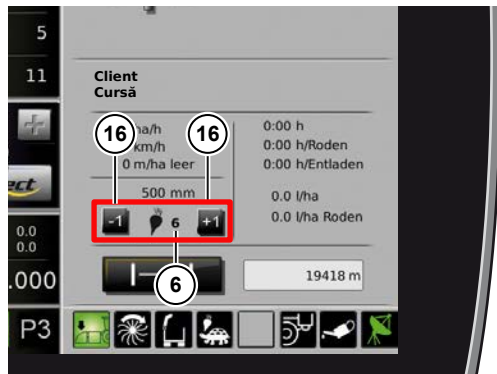 5
11
Client
Cursă
ha/h
km/h
0 m/ha leer
500 mm
0:00 h
0:00 h/Roden
0:00 h/Entladen
0.0 l/ha
0.0 l/ha Roden
16
16
-1
6
+1
6
ect
0.0
0.0
.000
19418 m
P3